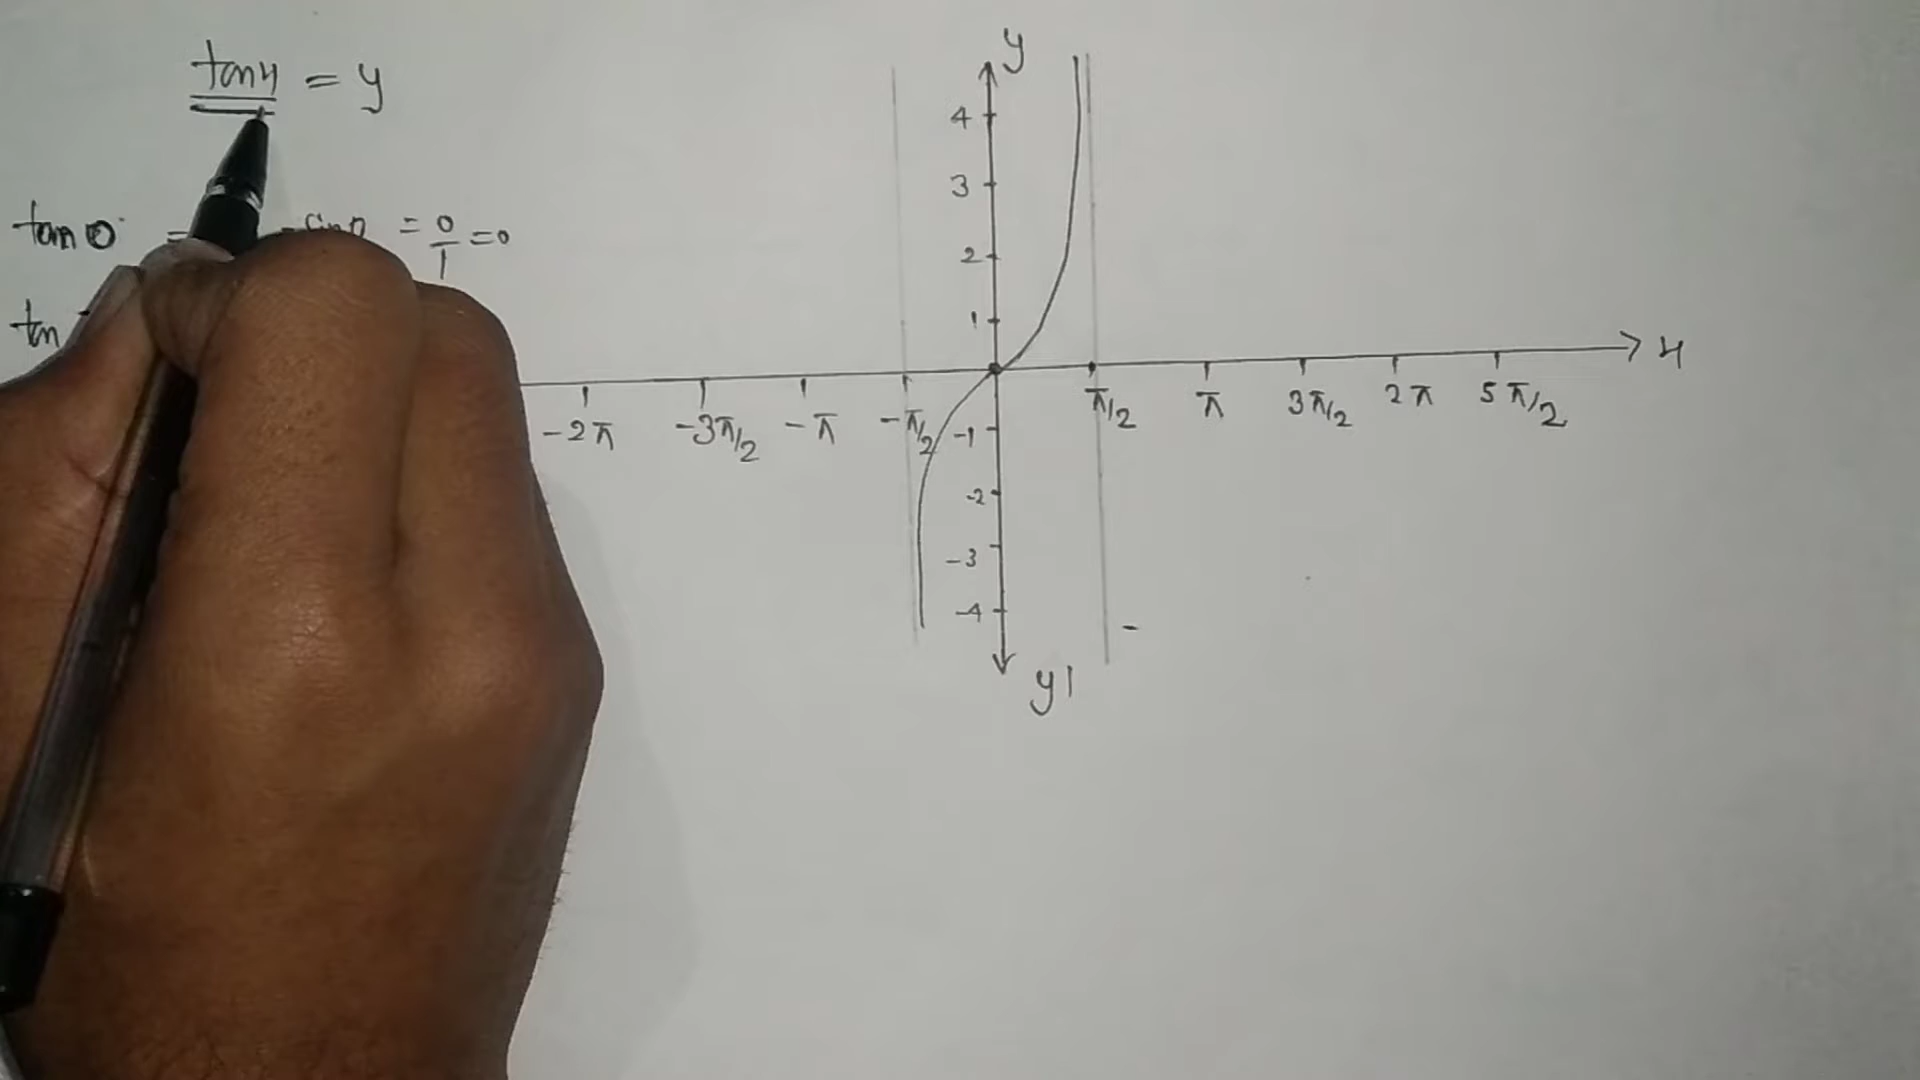 tanx = y
tan 0° = sin0 = 0/1 = 0
tan
y
4
3
2
1
x
-2π -3π/2 -π -π/2 π/2 π 3π/2 2π 5π/2
-1
-2
-3
-4
y|